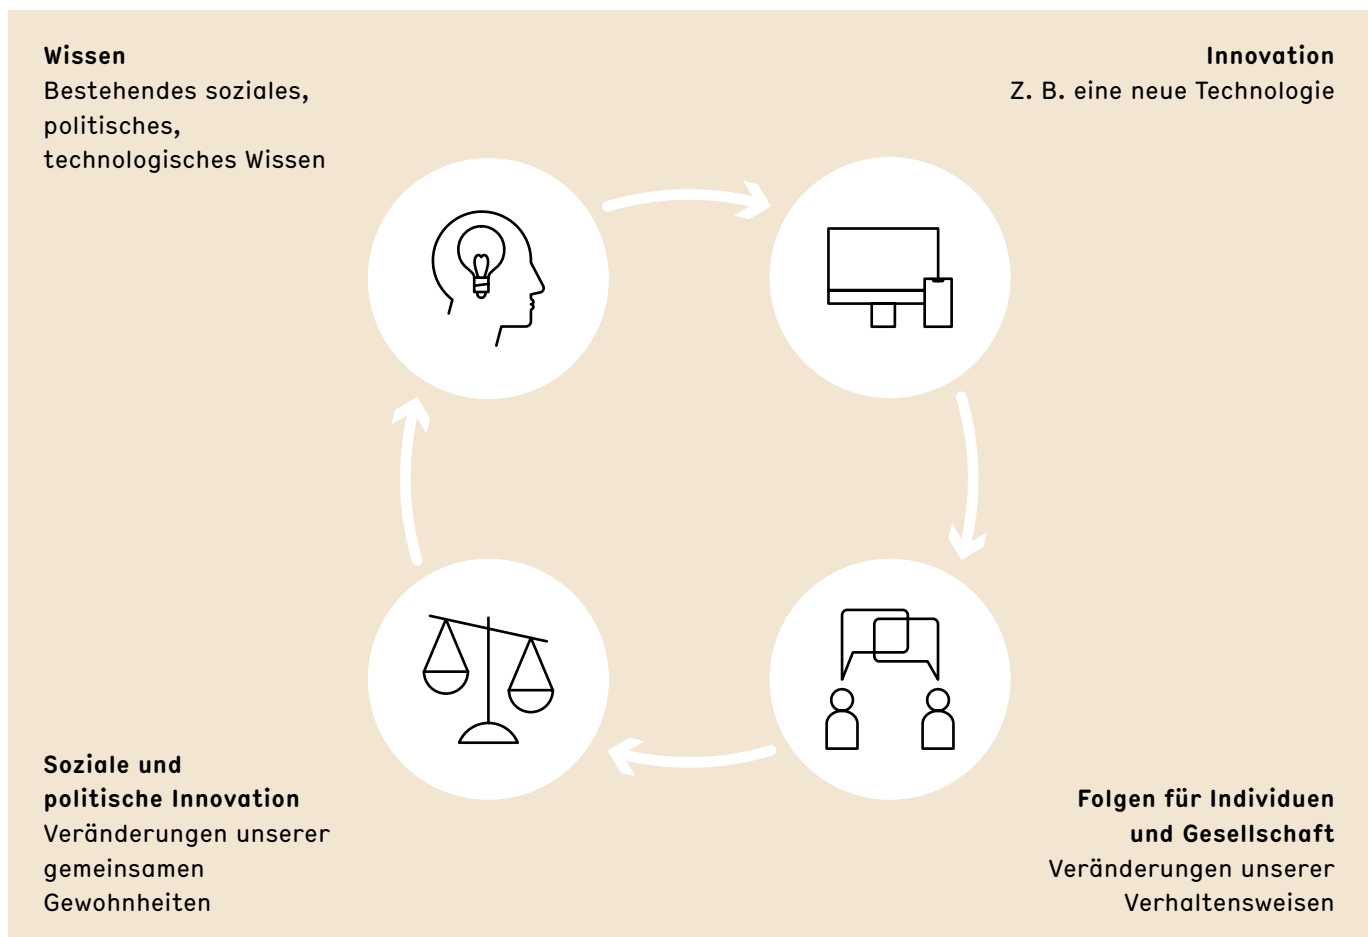 Wissen
Bestehendes soziales,
politisches,
technologisches Wissen
Innovation
Z. B. eine neue Technologie
Soziale und
politische Innovation
Veränderungen unserer
gemeinsamen
Gewohnheiten
Folgen für Individuen
und Gesellschaft
Veränderungen unserer
Verhaltensweisen